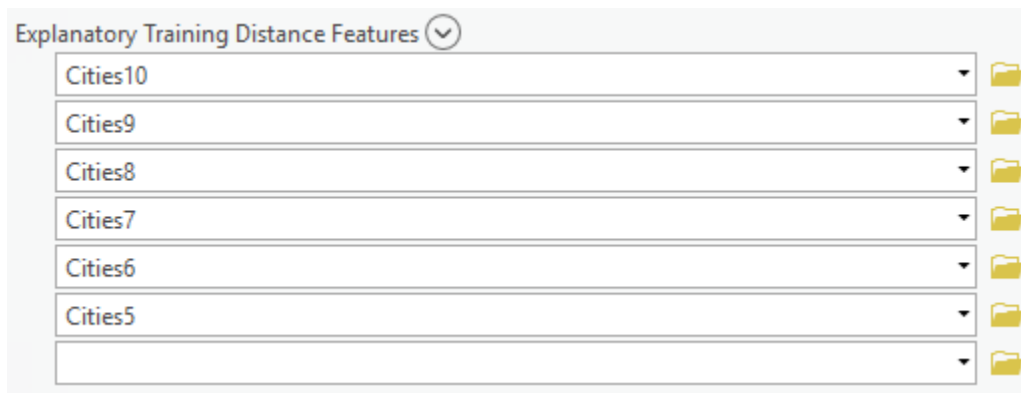 Explanatory Training Distance Features
Cities10
Cities9
Cities8
Cities7
Cities6
Cities5